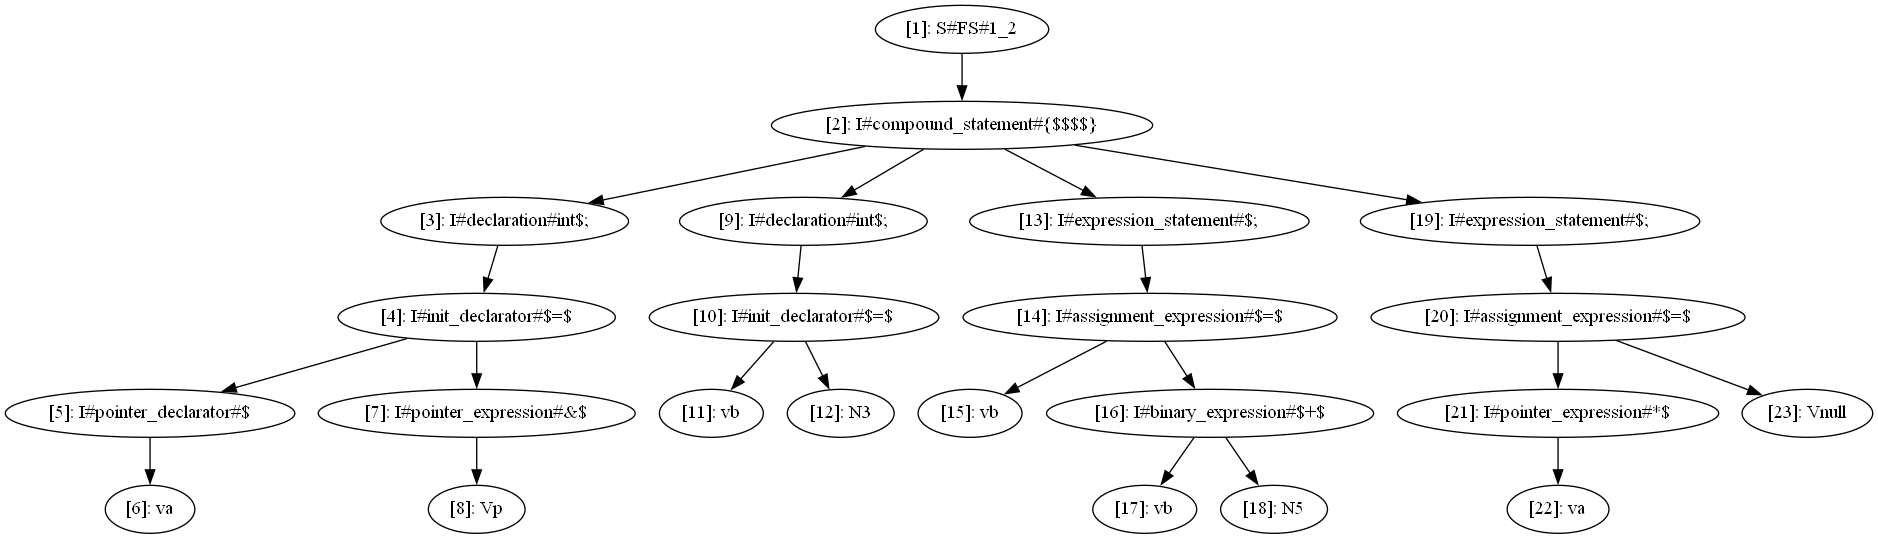 [1]: S#FS#1_2
[2]: I#compound_statement#{$$$$}
[3]: I#declaration#int$;
[9]: I#declaration#int$;
[13]: I#expression_statement#$;
[19]: I#expression_statement#$;
[4]: I#init_declarator#$=$
[10]: I#init_declarator#$=$
[14]: I#assignment_expression#$=$
[20]: I#assignment_expression#$=$
[5]: I#pointer_declarator#$
[7]: I#pointer_expression#&$
[11]: vb
[12]: N3
[15]: vb
[16]: I#binary_expression#$+$
[21]: I#pointer_expression#*$
[23]: Vnull
[6]: va
[8]: Vp
[17]: vb
[18]: N5
[22]: va